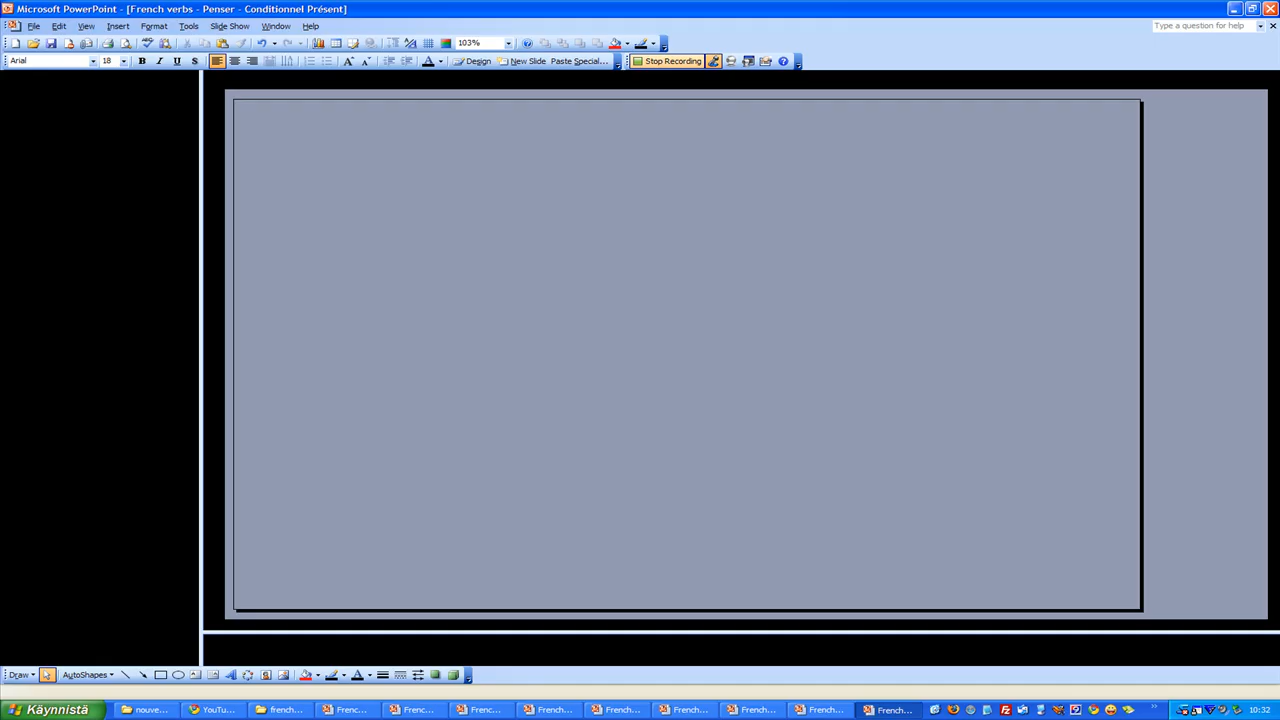 Microsoft PowerPoint - [French verbs - Penser - Conditionnel Présent]
File Edit View Insert Format Tools Slide Show Window Help
Type a question for help
103%
Arial 18 B I U S A A A Design New Slide Paste Special... Stop Recording
Draw AutoShapes A
Käynnistä nouve... YouTu... french... Frenc... Frenc... Frenc... French... French... French... French... French... French... 10:32